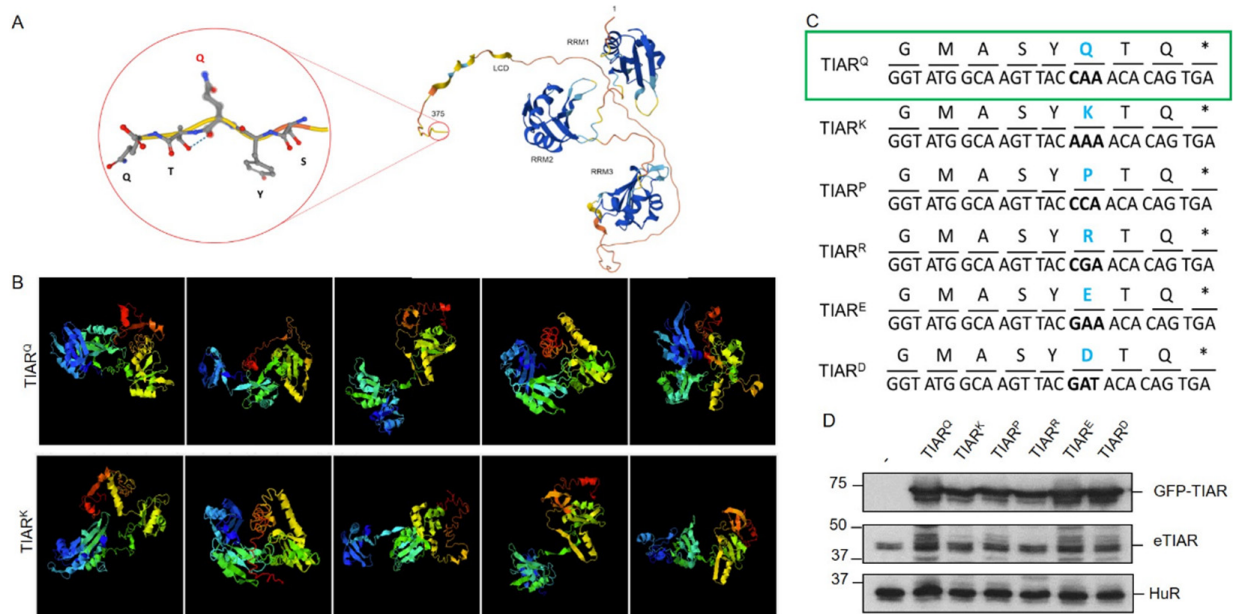 A
Q
Q
T
Y
S
375
LCD
1
RRM1
RRM2
RRM3
B
TIARQ
TIARK
C
G M A S Y Q T Q *
TIARQ
GGT ATG GCA AGT TAC CAA ACA CAG TGA
G M A S Y K T Q *
TIARK
GGT ATG GCA AGT TAC AAA ACA CAG TGA
G M A S Y P T Q *
TIARP
GGT ATG GCA AGT TAC CCA ACA CAG TGA
G M A S Y R T Q *
TIARR
GGT ATG GCA AGT TAC CGA ACA CAG TGA
G M A S Y E T Q *
TIARE
GGT ATG GCA AGT TAC GAA ACA CAG TGA
G M A S Y D T Q *
TIARD
GGT ATG GCA AGT TAC GAT ACA CAG TGA
D
- TIARQ TIARK TIARP TIARR TIARE TIARD
75 GFP-TIAR
50
eTIAR
37
37
HuR